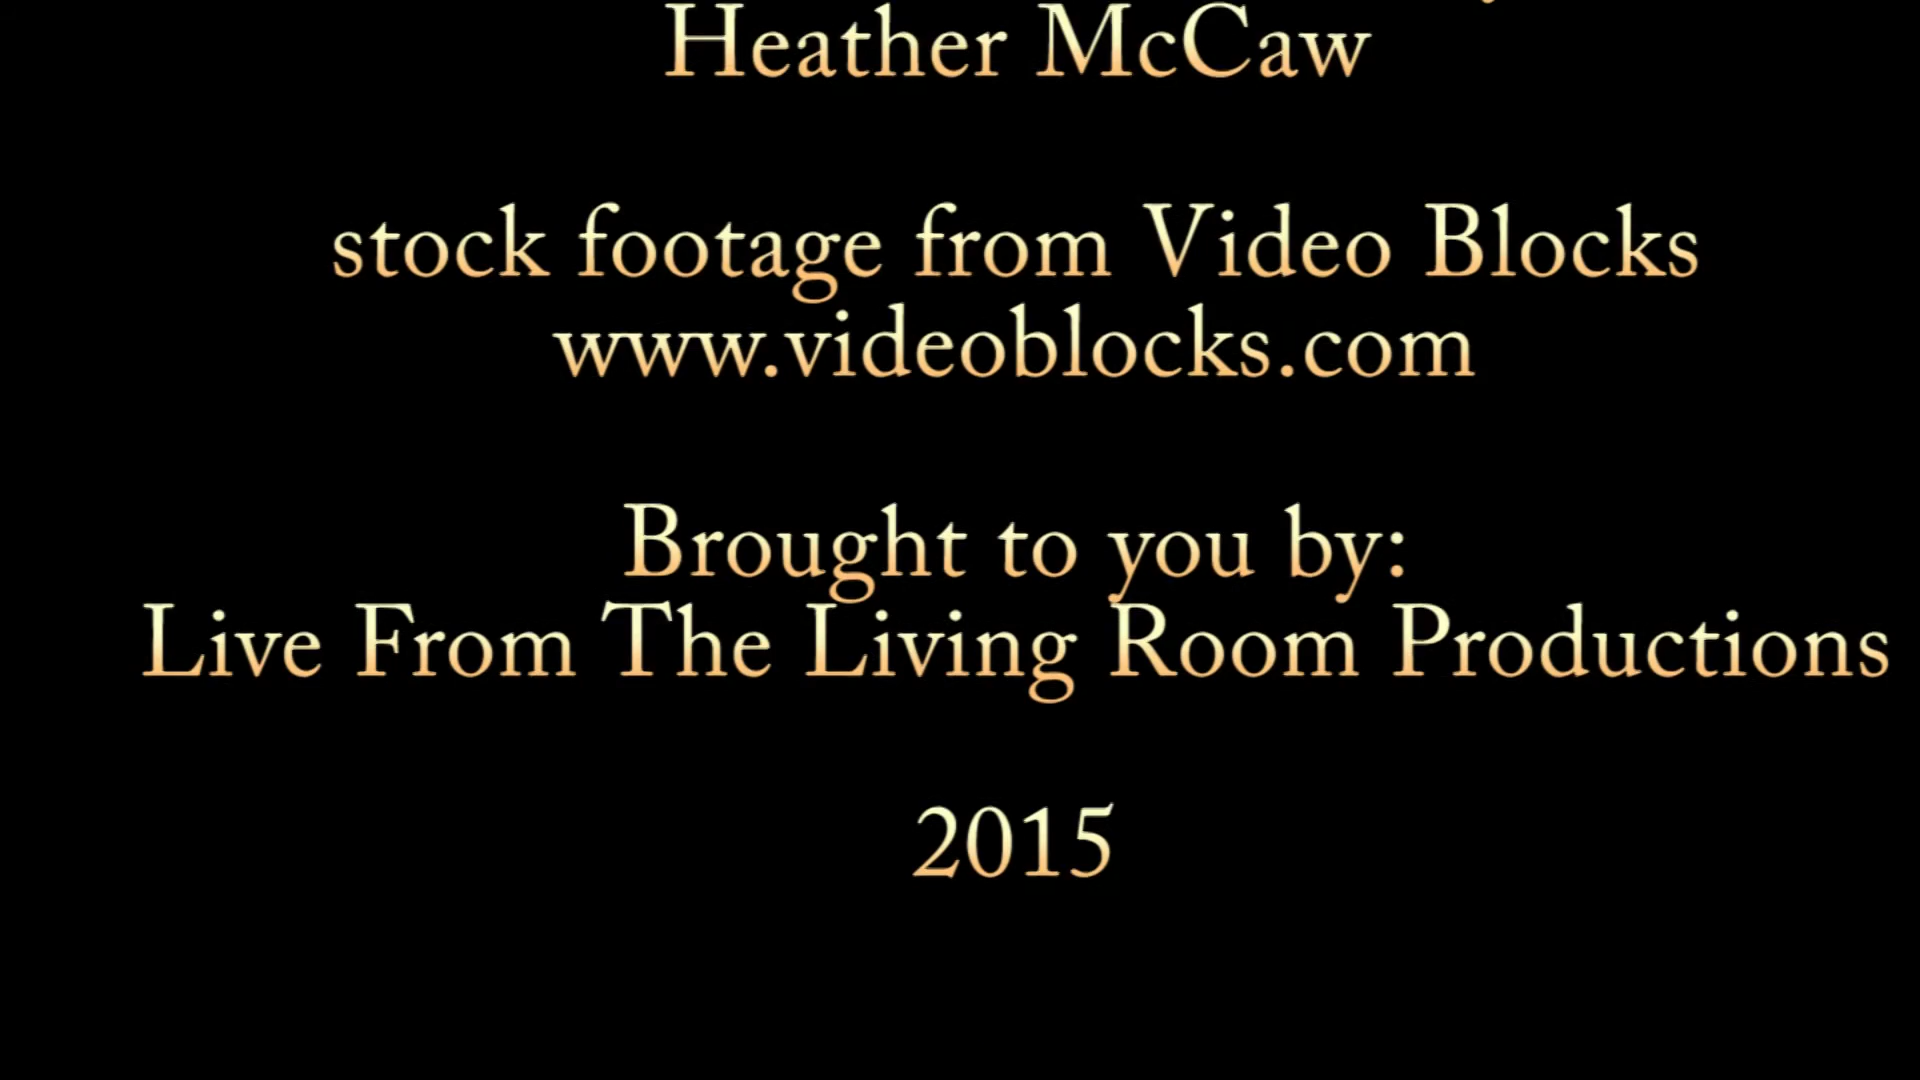 Heather McCaw
stock footage from Video Blocks
www.videoblocks.com
Brought to you by:
Live From The Living Room Productions
2015